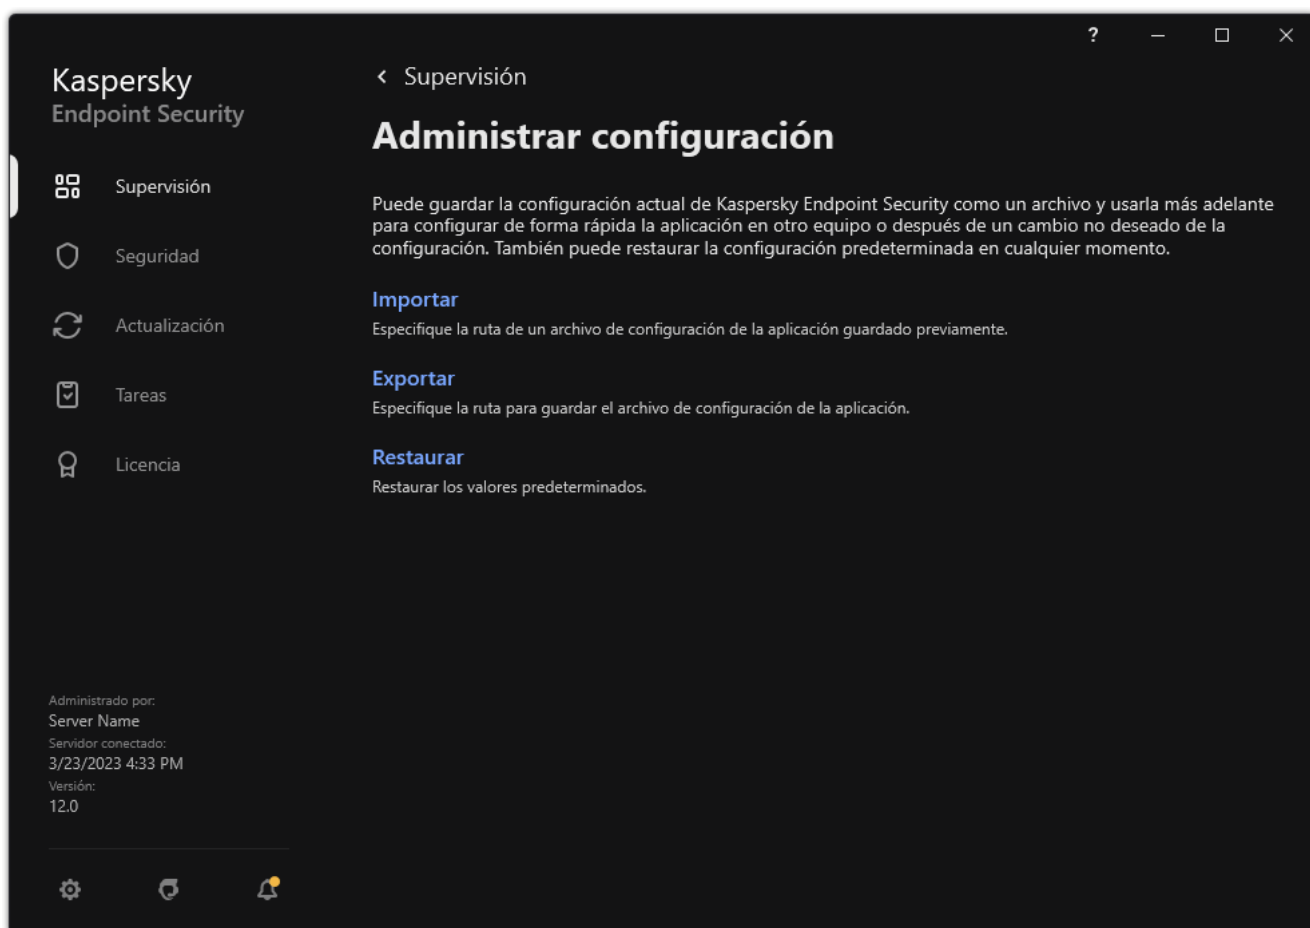 ?
Kaspersky
Endpoint Security
Supervisión
Seguridad
Actualización
Tareas
Licencia
Administrado por:
Server Name
Servidor conectado:
3/23/2023 4:33 PM
Versión:
12.0
Supervisión
Administrar configuración
Puede guardar la configuración actual de Kaspersky Endpoint Security como un archivo y usarla más adelante
para configurar de forma rápida la aplicación en otro equipo o después de un cambio no deseado de la
configuración. También puede restaurar la configuración predeterminada en cualquier momento.
Importar
Especifique la ruta de un archivo de configuración de la aplicación guardado previamente.
Exportar
Especifique la ruta para guardar el archivo de configuración de la aplicación.
Restaurar
Restaurar los valores predeterminados.